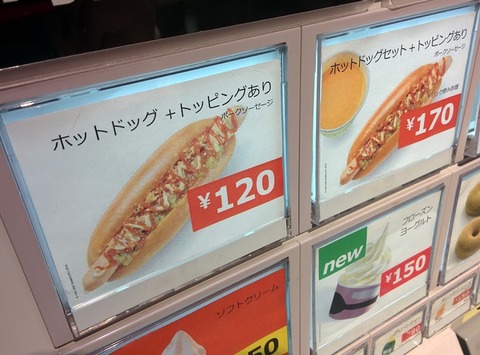 ホットドッグ +トッピングあり
ポークソーセージ
¥120
ホットドッグセット +トッピングあり
ポークソーセージ
¥170
ソフトクリーム
50
new
フローズン
ヨーグルト
¥150